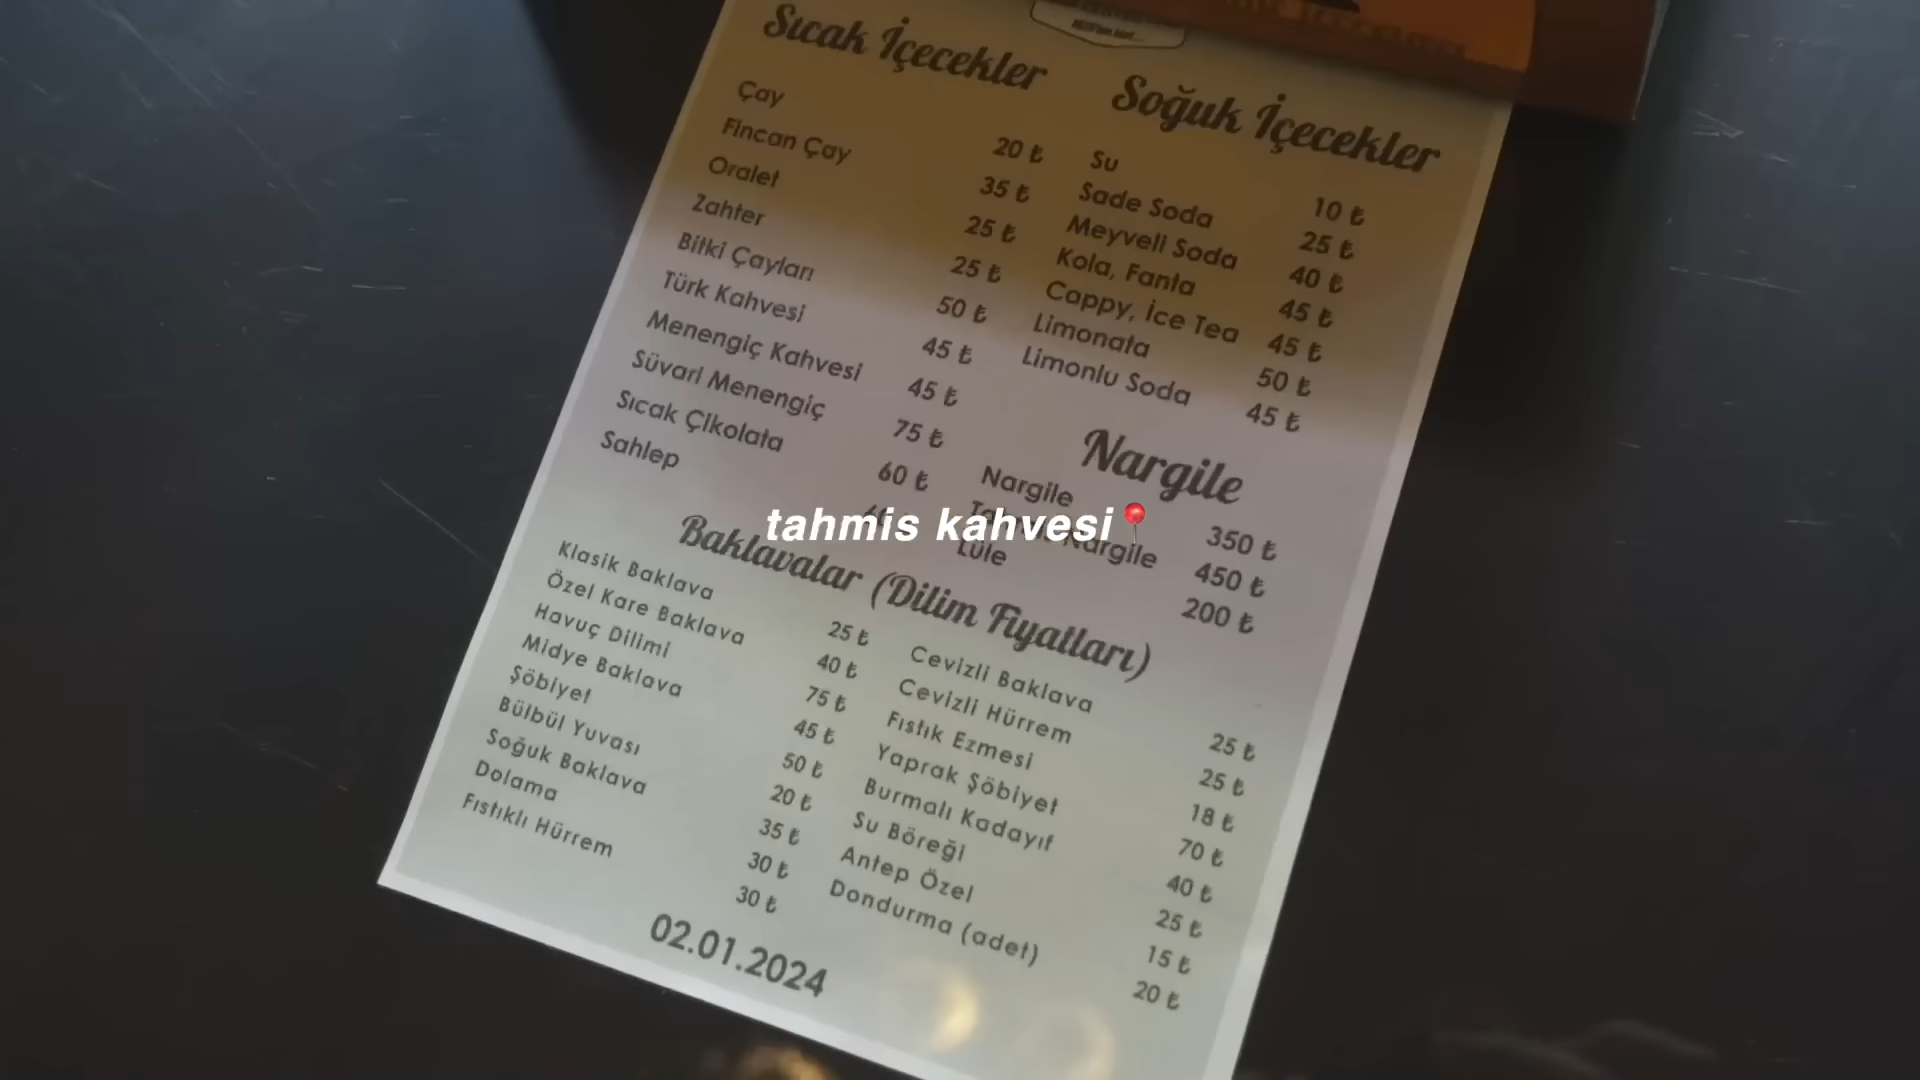 Sıcak İçecekler
Çay 20 ₺
Fincan Çay 35 ₺
Oralet 25 ₺
Zahter 25 ₺
Bitki Çayları 50 ₺
Türk Kahvesi 45 ₺
Menengiç Kahvesi 45 ₺
Süvari Menengiç 75 ₺
Sıcak Çikolata 60 ₺
Sahlep
Soğuk İçecekler
Su 10 ₺
Sade Soda 25 ₺
Meyveli Soda 40 ₺
Kola, Fanta 45 ₺
Cappy, İce Tea 45 ₺
Limonata 50 ₺
Limonlu Soda 45 ₺
Nargile
Nargile 350 ₺
Nargile 450 ₺
Lüle 200 ₺
tahmis kahvesi
Baklavalar (Dilim Fiyatları)
Klasik Baklava 25 ₺
Özel Kare Baklava 40 ₺
Havuç Dilimi 75 ₺
Midye Baklava 45 ₺
Şöbiyet 50 ₺
Bülbül Yuvası 20 ₺
Soğuk Baklava 35 ₺
Dolama 30 ₺
Fıstıklı Hürrem 30 ₺
Cevizli Baklava 25 ₺
Cevizli Hürrem 25 ₺
Fıstık Ezmesi 18 ₺
Yaprak Şöbiyet 70 ₺
Burmalı Kadayıf 40 ₺
Su Böreği 25 ₺
Antep Özel 15 ₺
Dondurma (adet) 20 ₺
02.01.2024